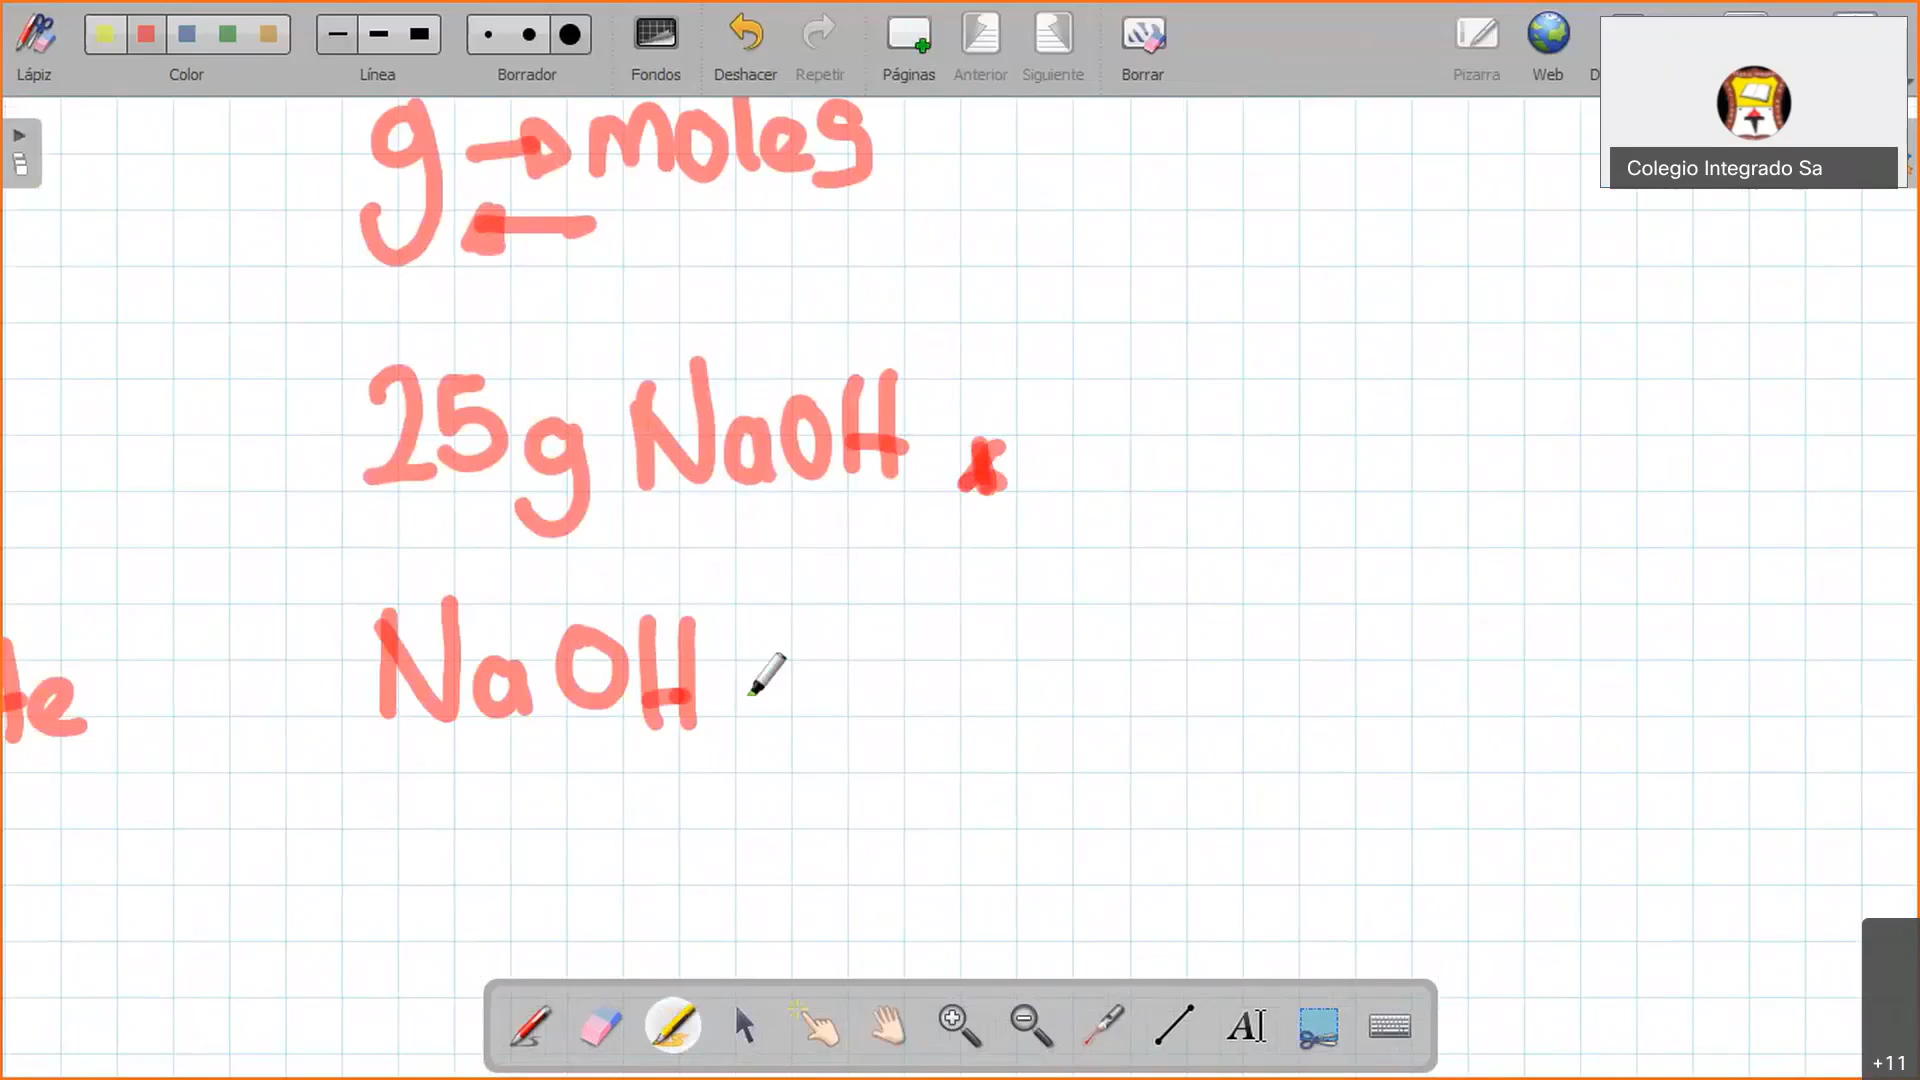 Lápiz Color Línea Borrador Fondos Deshacer Repetir Páginas Anterior Siguiente Borrar Pizarra Web D
Colegio Integrado Sa
g → moles
←
25g NaOH
NaOH
le
+11